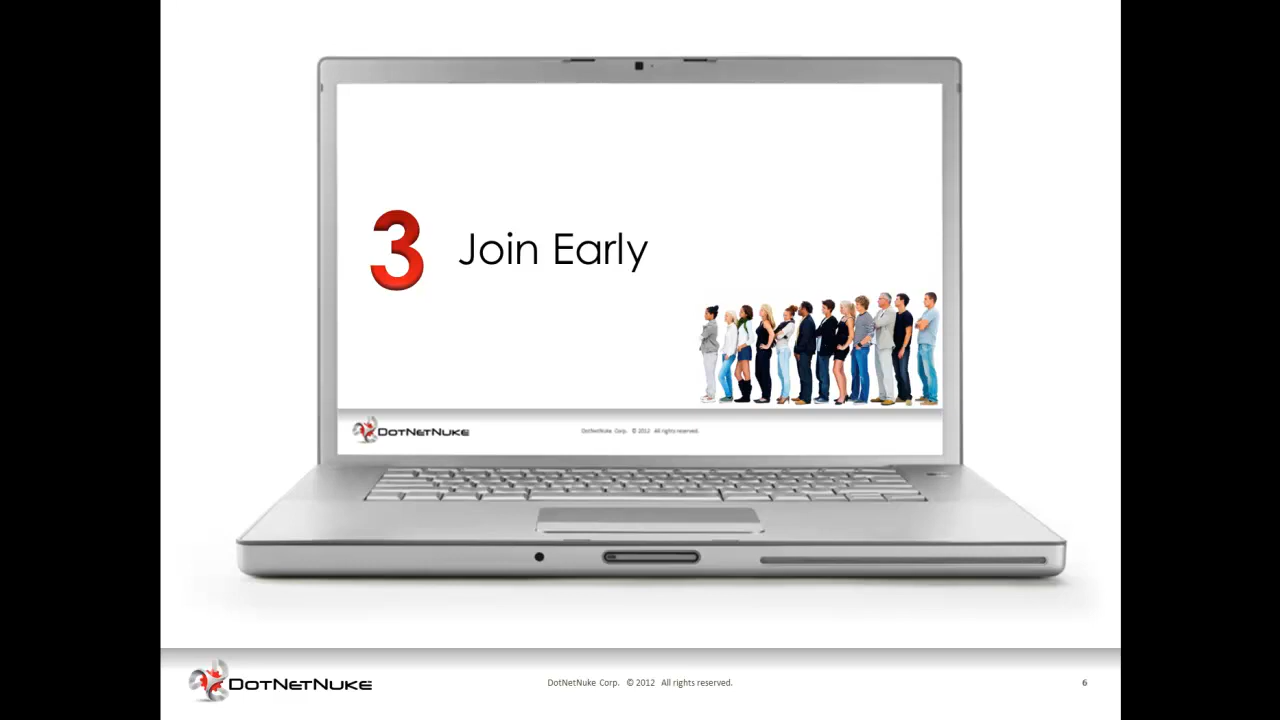 3 Join Early
DotNetNuke
DotNetNuke Corp. © 2012 All rights reserved.
DotNetNuke
DotNetNuke Corp. © 2012 All rights reserved.
6